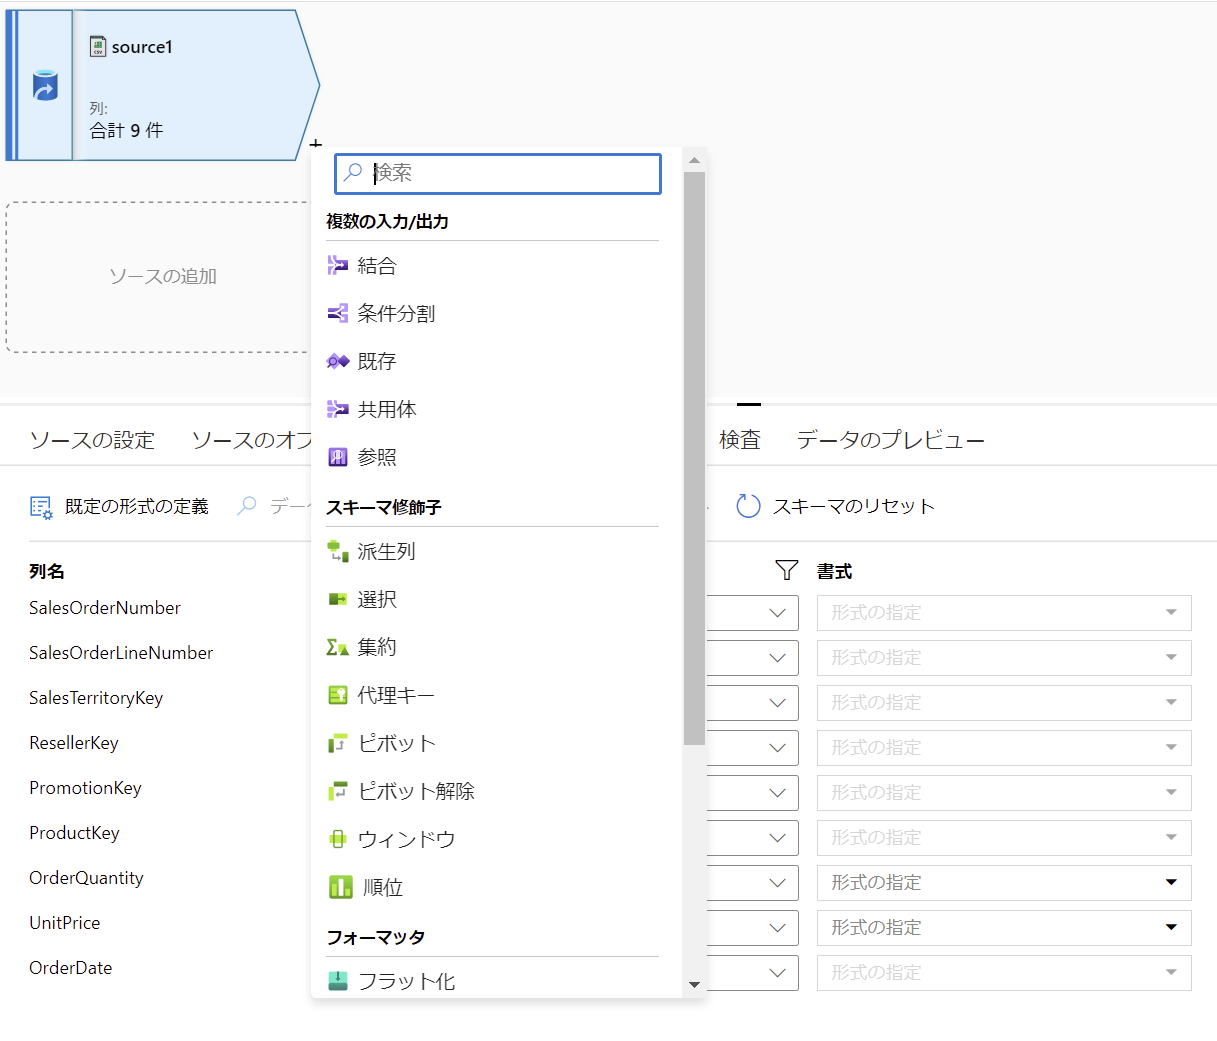 source1
列:
合計 9 件
+
検索
複数の入力/出力
結合
条件分割
既存
共用体
参照
スキーマ修飾子
派生列
選択
集約
代理キー
ピボット
ピボット解除
ウィンドウ
順位
フォーマッタ
フラット化
ソースの追加
ソースの設定 ソースのオプ 検査 データのプレビュー
既定の形式の定義 データ スキーマのリセット
列名 書式
SalesOrderNumber 形式の指定
SalesOrderLineNumber 形式の指定
SalesTerritoryKey 形式の指定
ResellerKey 形式の指定
PromotionKey 形式の指定
ProductKey 形式の指定
OrderQuantity 形式の指定
UnitPrice 形式の指定
OrderDate 形式の指定